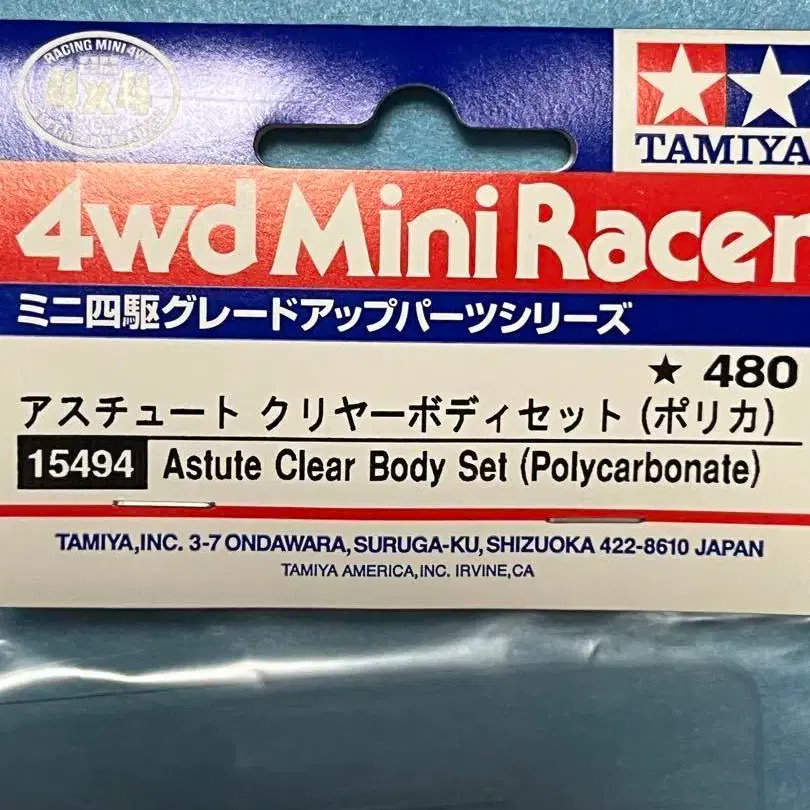 RACING MINI 4WD
4x4
TAMIYA
4wd Mini Racer
ミニ四駆グレードアップパーツシリーズ
★ 480
アスチュート クリヤーボディセット (ポリカ)
15494 Astute Clear Body Set (Polycarbonate)
TAMIYA,INC. 3-7 ONDAWARA, SURUGA-KU, SHIZUOKA 422-8610 JAPAN
TAMIYA AMERICA,INC. IRVINE,CA